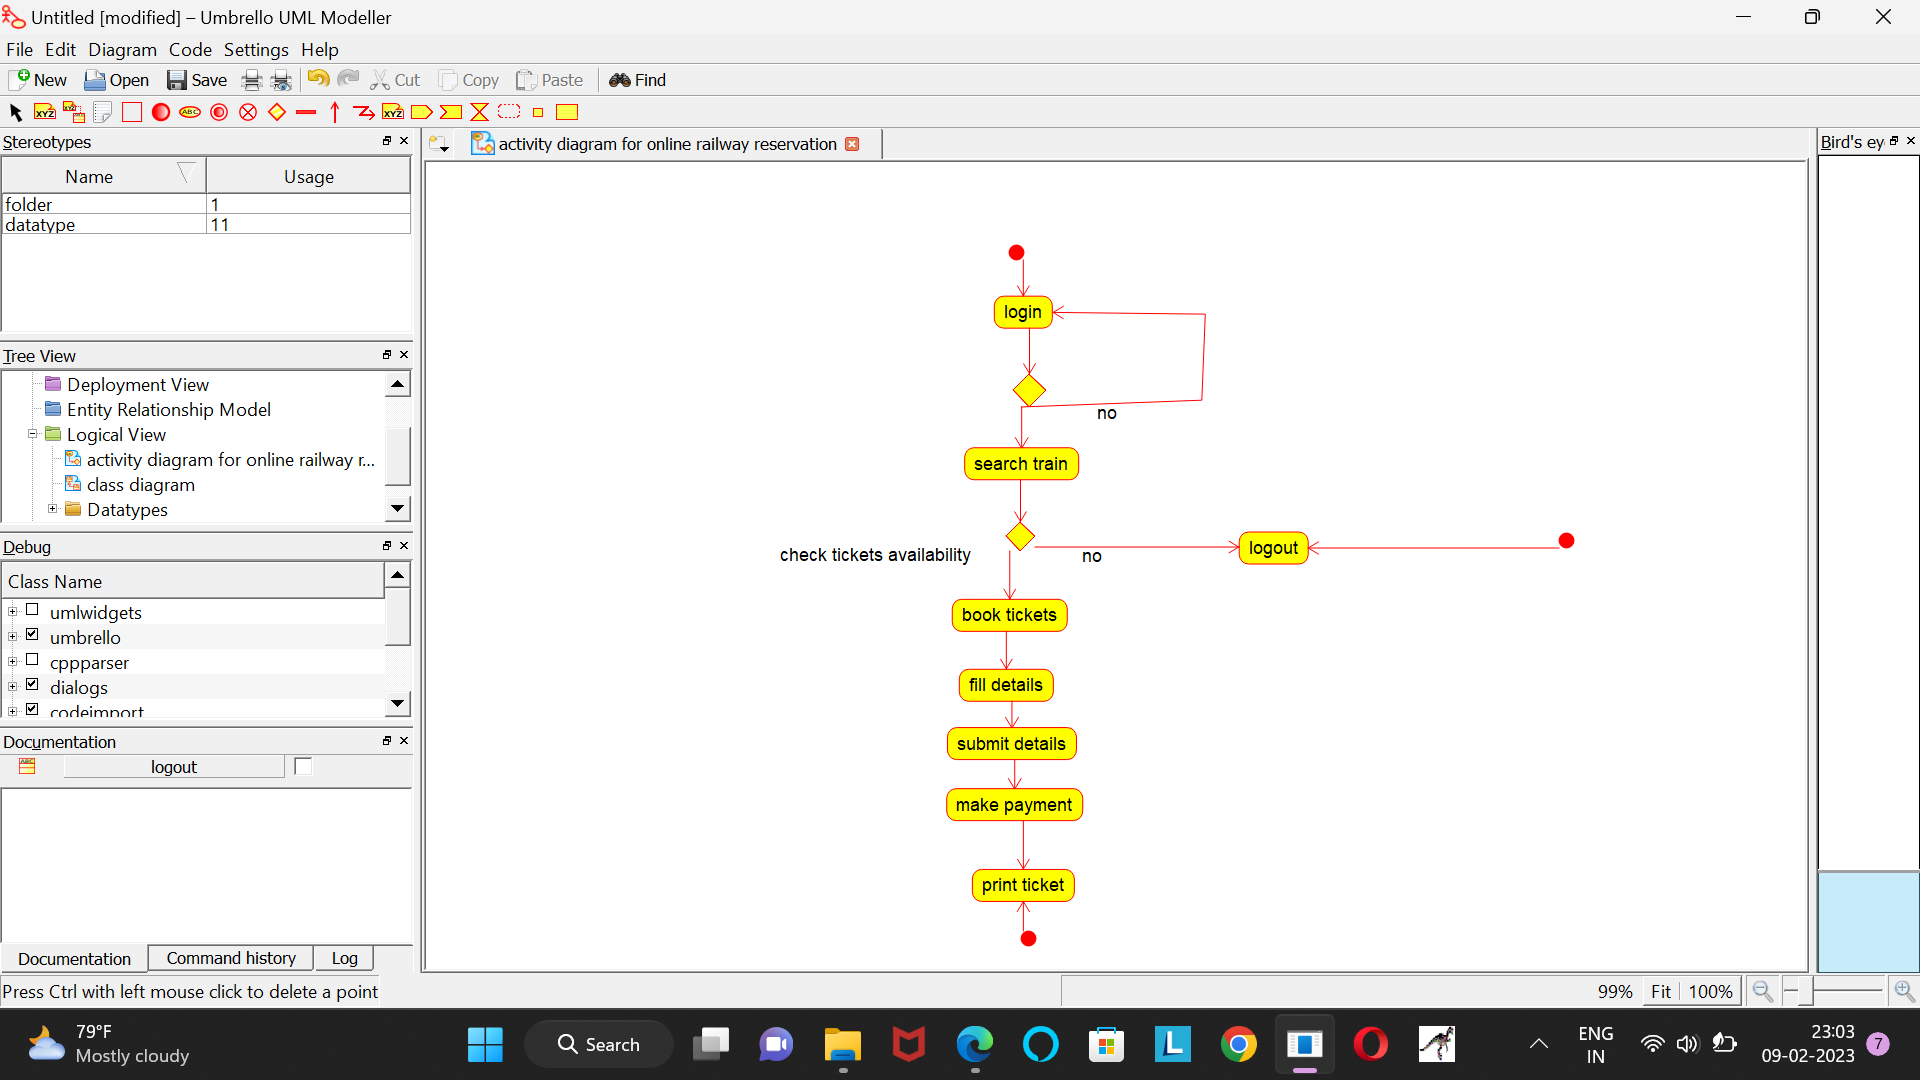 Untitled [modified] – Umbrello UML Modeller
File Edit Diagram Code Settings Help
New Open Save Cut Copy Paste Find
Stereotypes
Name Usage
folder 1
datatype 11
Tree View
Deployment View
Entity Relationship Model
Logical View
activity diagram for online railway r...
class diagram
Datatypes
Debug
Class Name
umlwidgets
umbrello
cppparser
dialogs
codeimport
Documentation
logout
Documentation Command history Log
Press Ctrl with left mouse click to delete a point
activity diagram for online railway reservation
login
no
search train
check tickets availability
no
logout
book tickets
fill details
submit details
make payment
print ticket
Bird's ey
99% Fit 100%
79°F
Mostly cloudy
Search
ENG
IN
23:03
09-02-2023
7